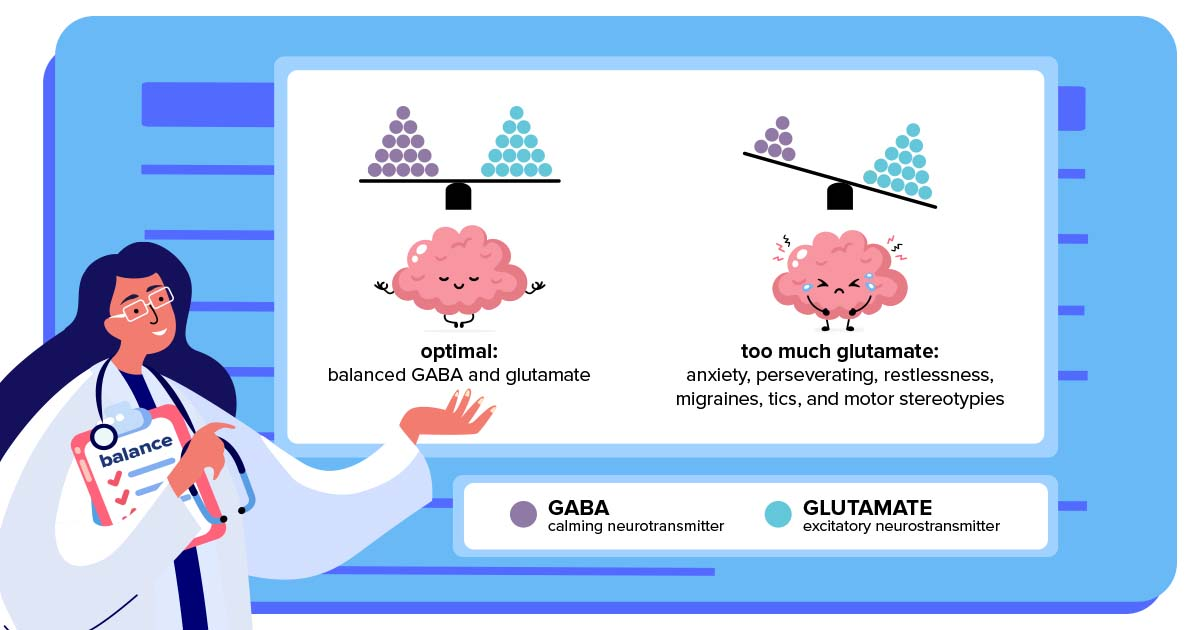 optimal:
balanced GABA and glutamate
too much glutamate:
anxiety, perseverating, restlessness,
migraines, tics, and motor stereotypies
balance
GABA
calming neurotransmitter
GLUTAMATE
excitatory neurostransmitter